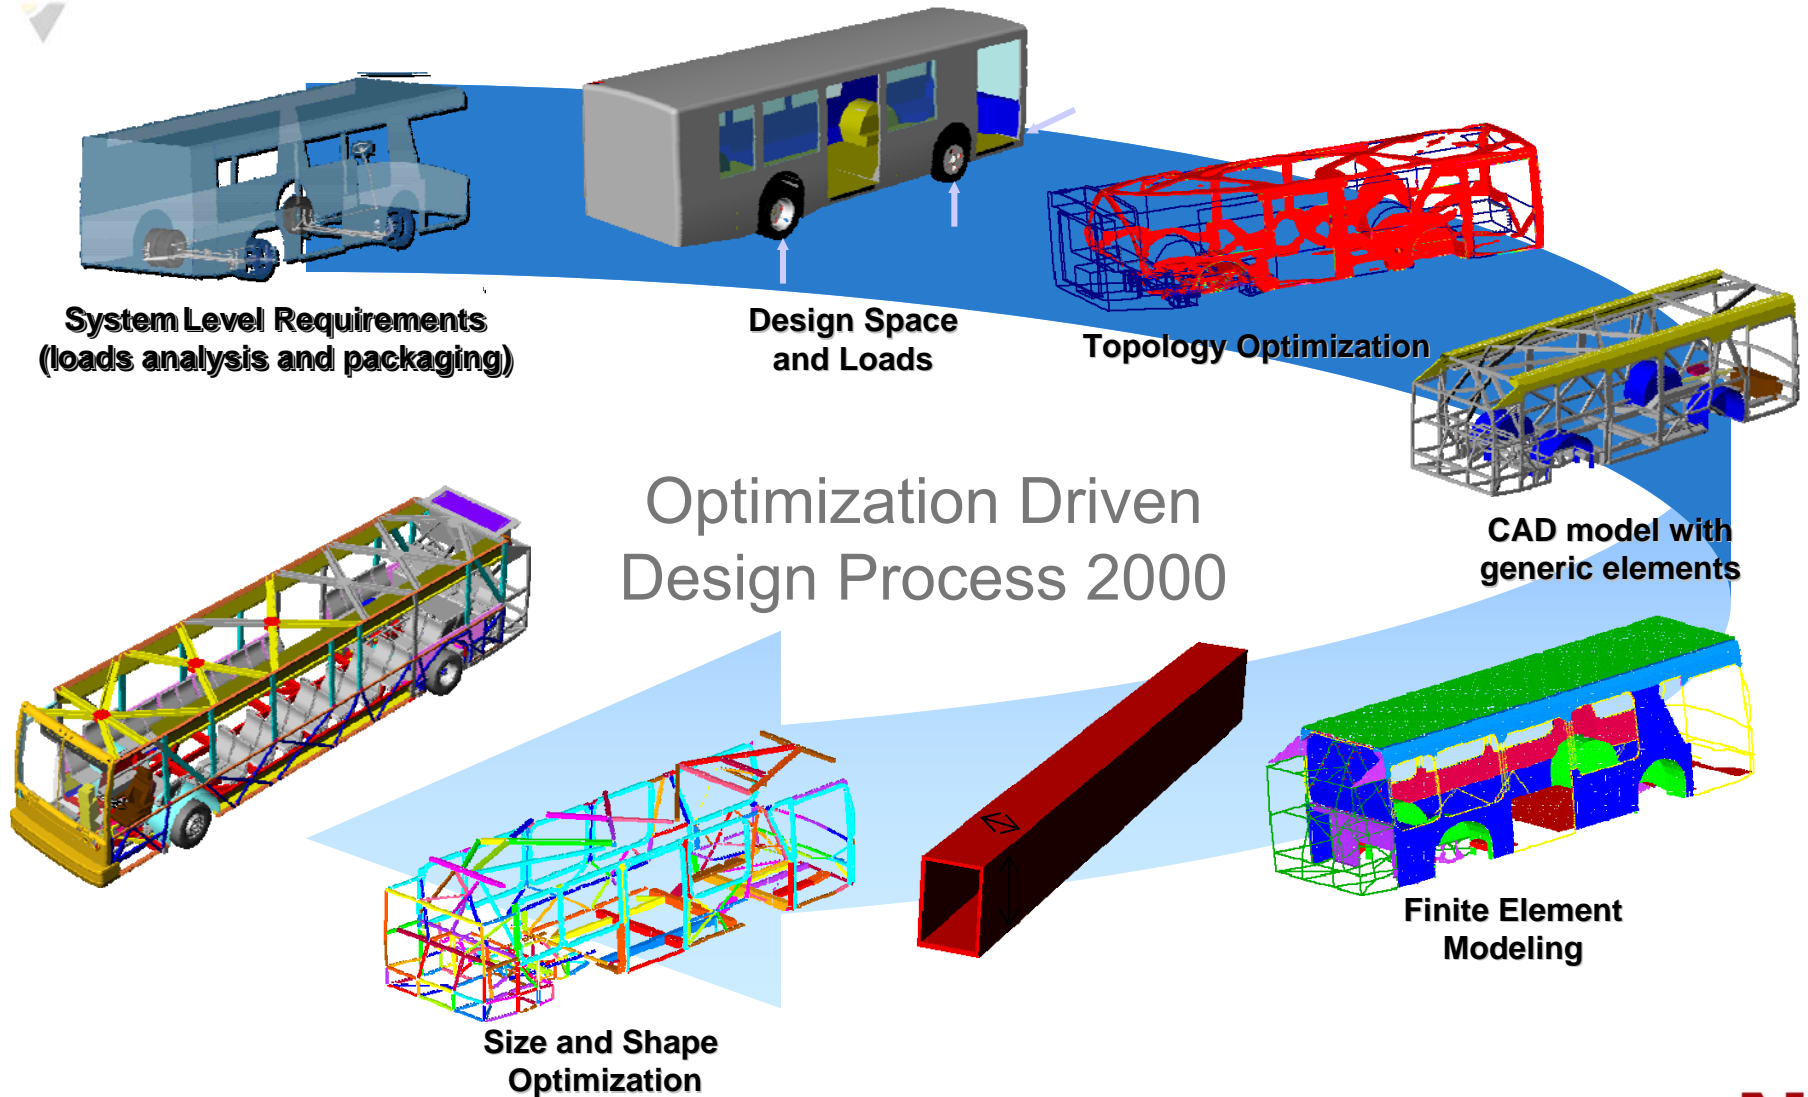 System Level Requirements
(loads analysis and packaging)
Design Space
and Loads
Topology Optimization
CAD model with
generic elements
Optimization Driven
Design Process 2000
Finite Element
Modeling
Size and Shape
Optimization